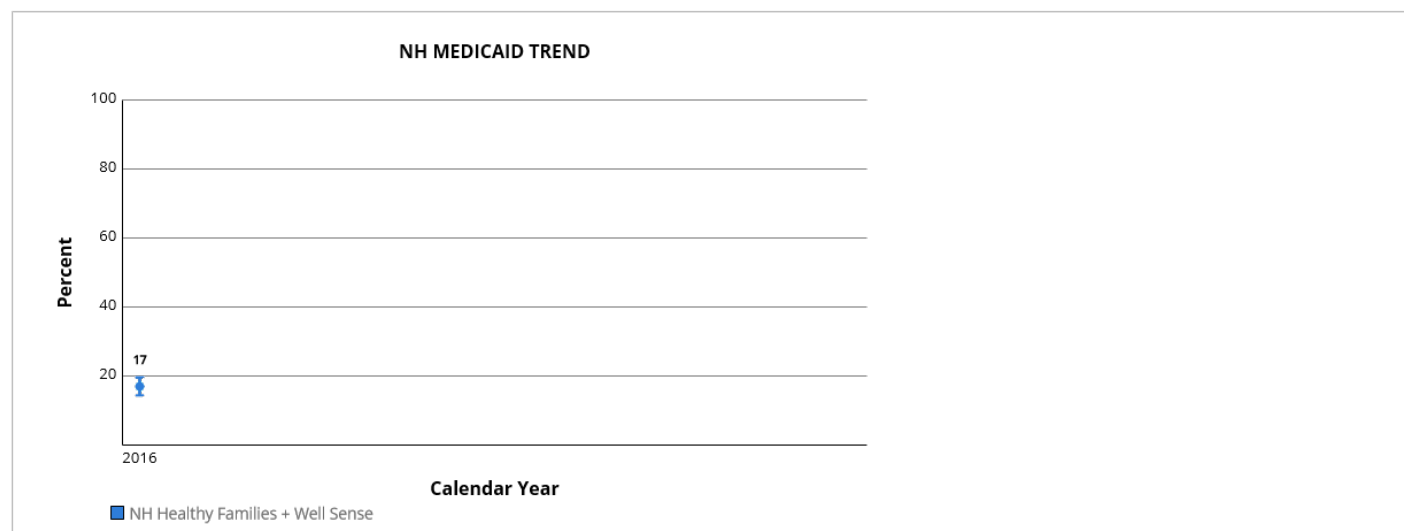 NH MEDICAID TREND
100
80
60
40
20
Percent
17
2016
Calendar Year
NH Healthy Families + Well Sense